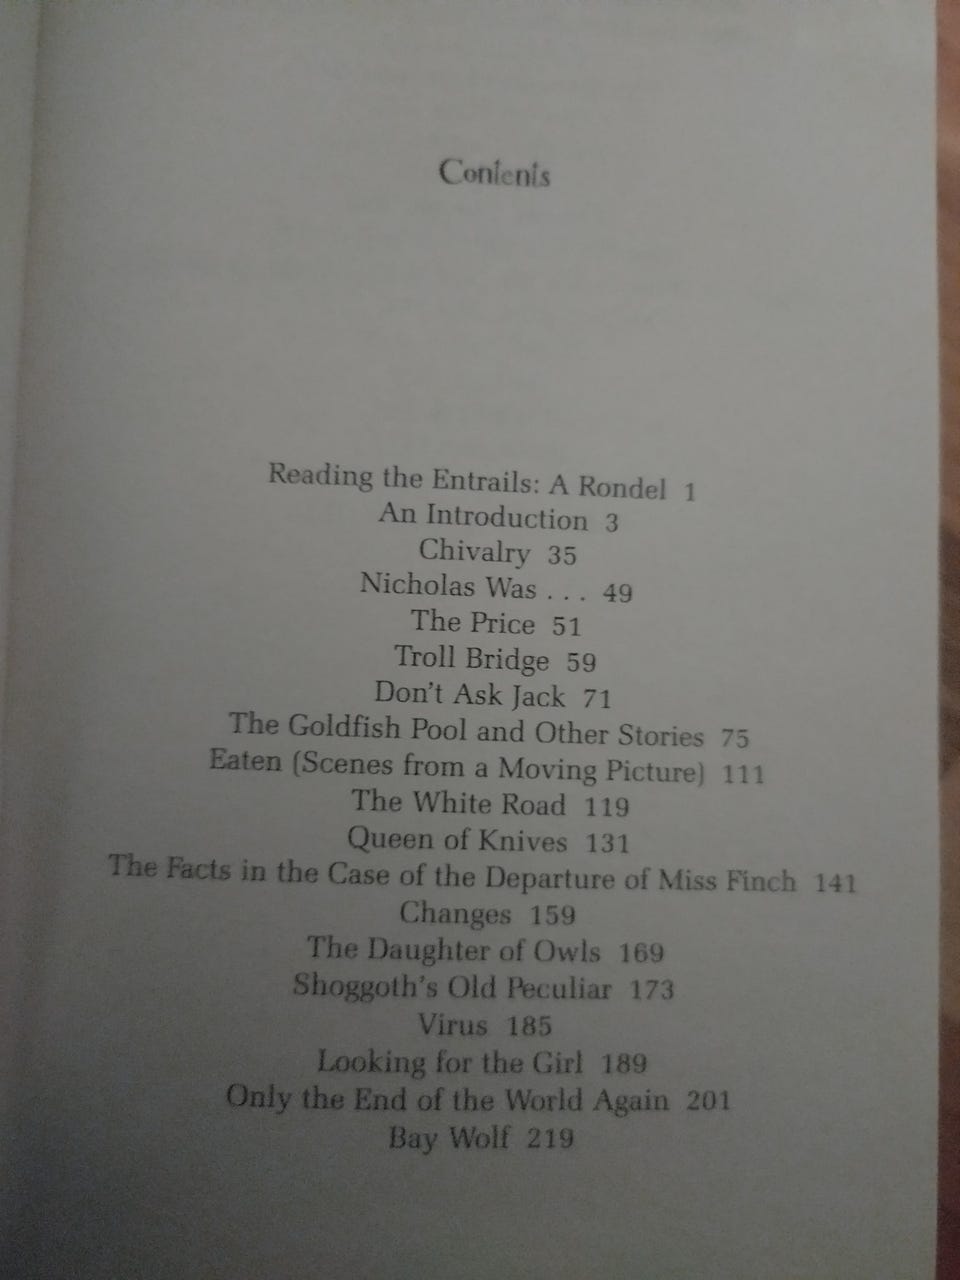 Contents
Reading the Entrails: A Rondel 1
An Introduction 3
Chivalry 35
Nicholas Was . . . 49
The Price 51
Troll Bridge 59
Don't Ask Jack 71
The Goldfish Pool and Other Stories 75
Eaten (Scenes from a Moving Picture) 111
The White Road 119
Queen of Knives 131
The Facts in the Case of the Departure of Miss Finch 141
Changes 159
The Daughter of Owls 169
Shoggoth's Old Peculiar 173
Virus 185
Looking for the Girl 189
Only the End of the World Again 201
Bay Wolf 219